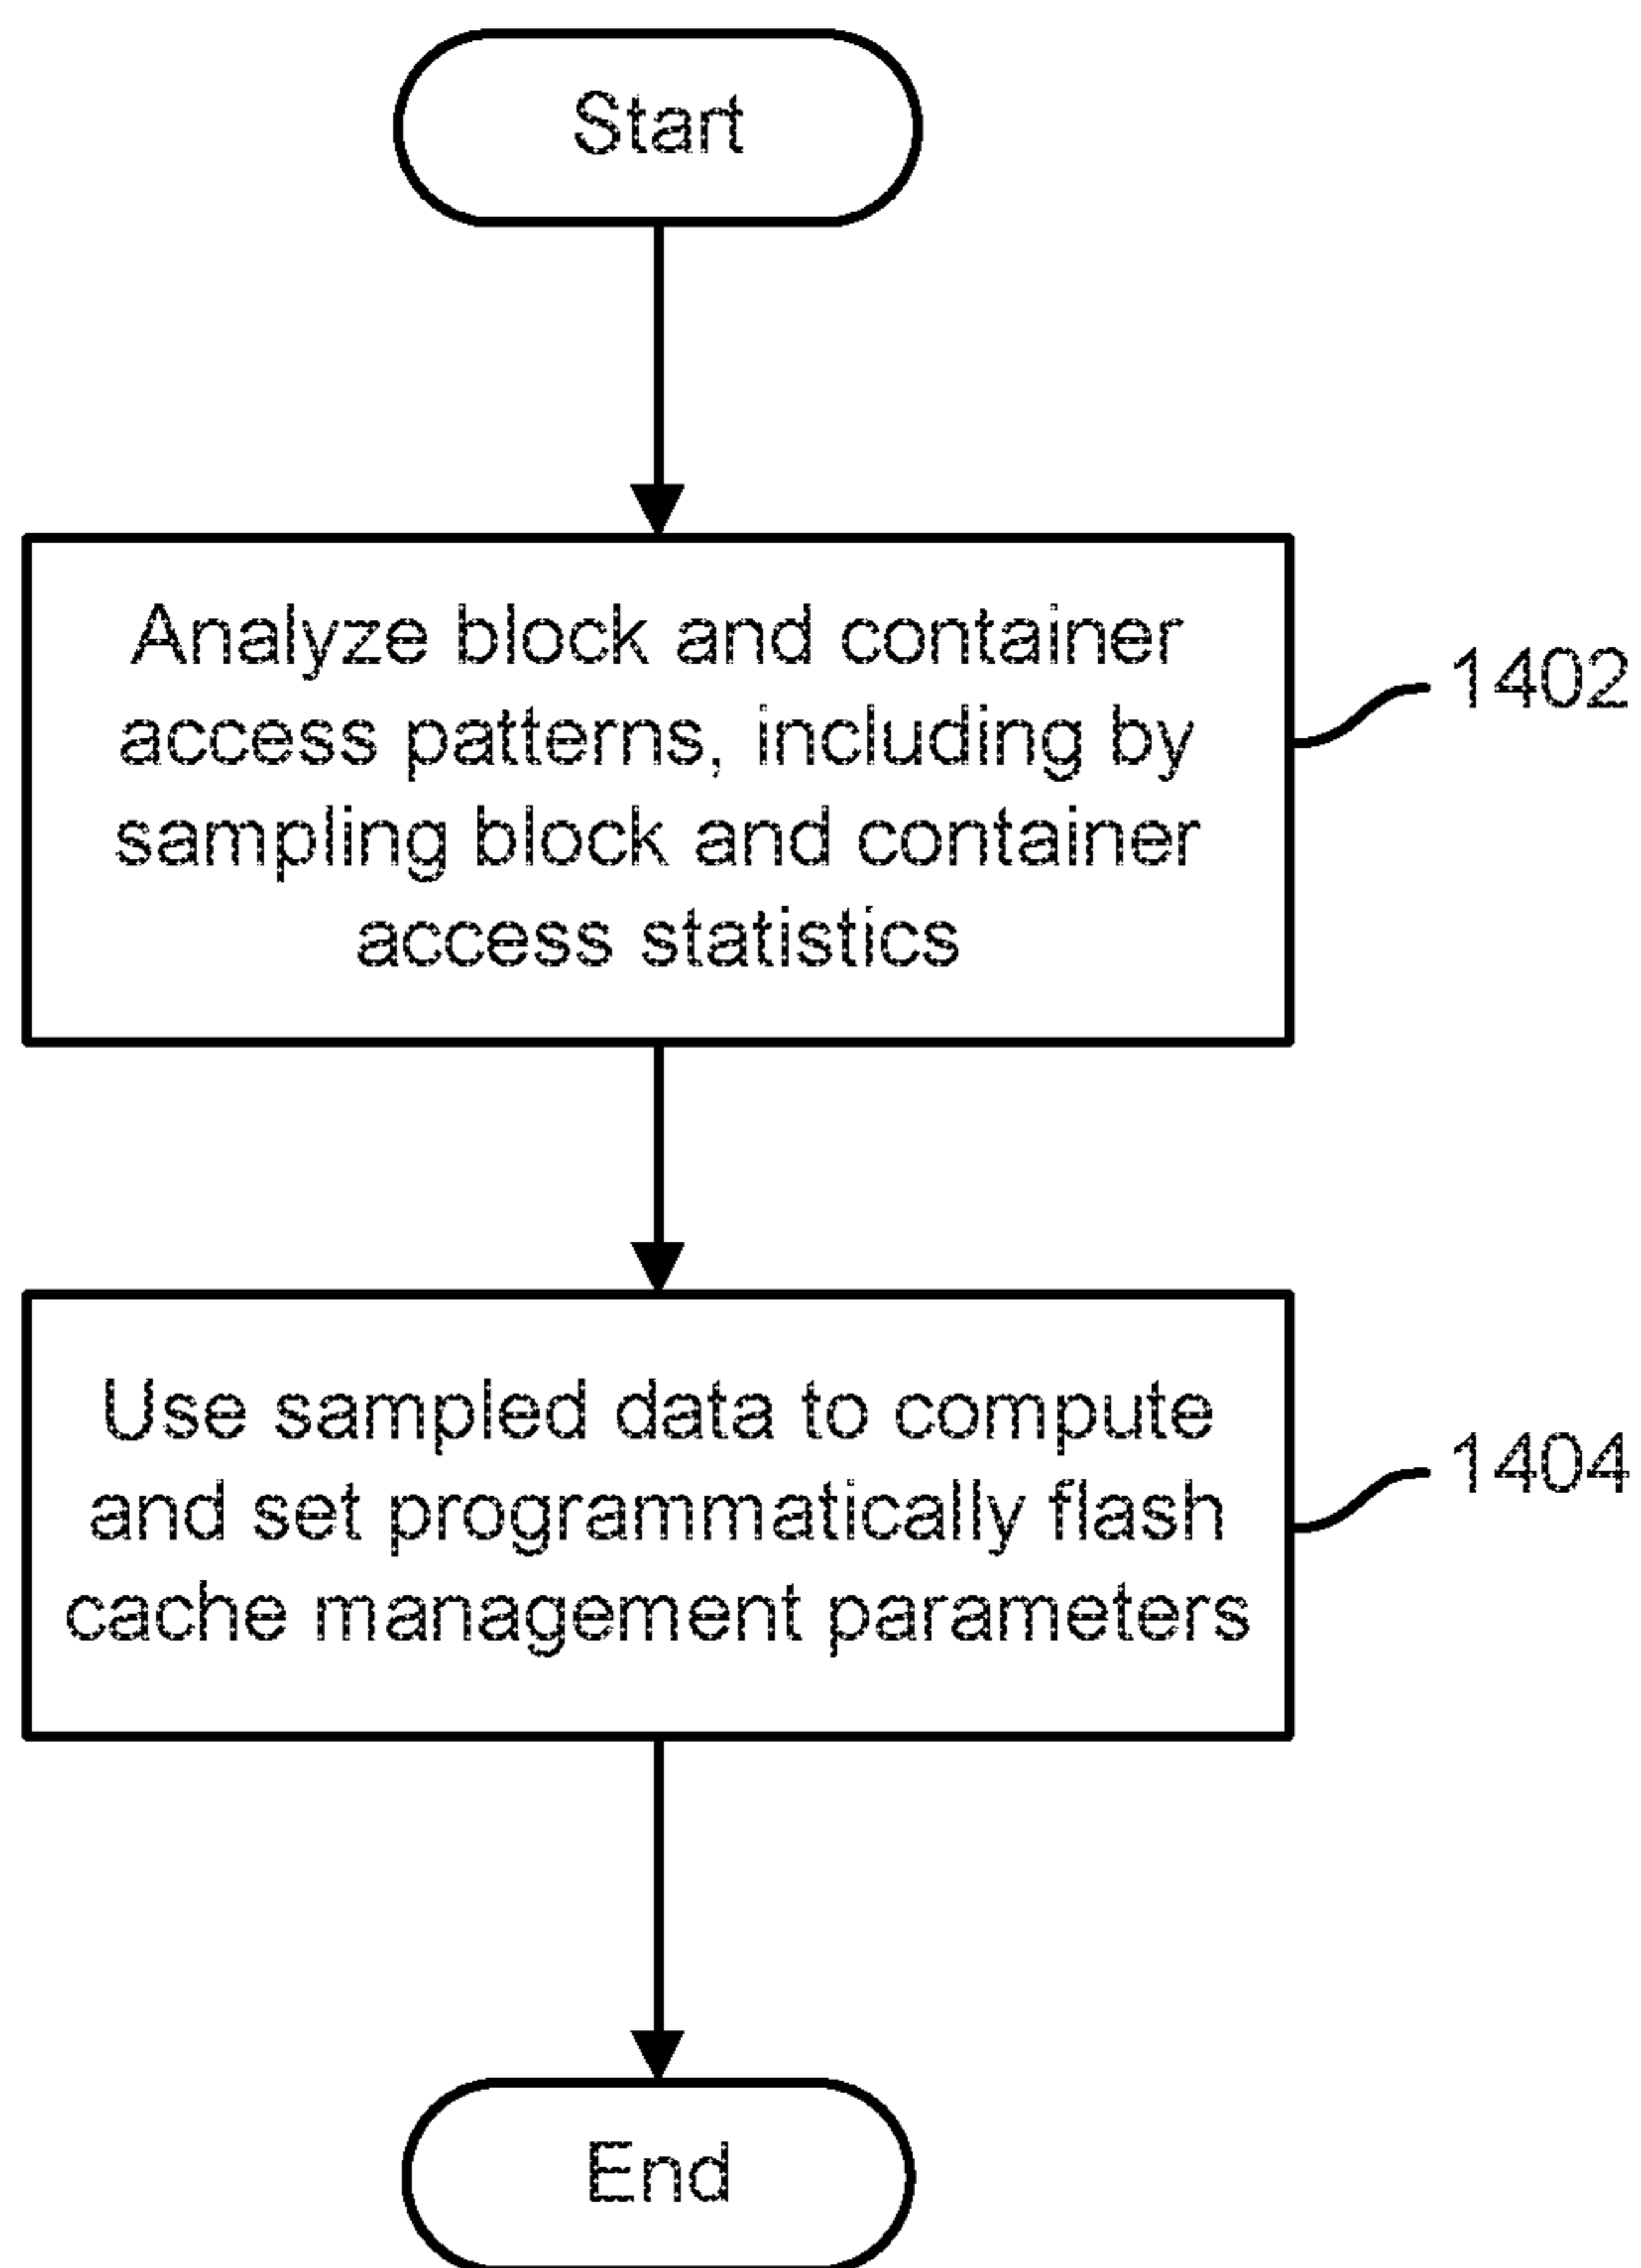 Start
Analyze block and container
access patterns, including by
sampling block and container
access statistics
1402
Use sampled data to compute
and set programmatically flash
cache management parameters
1404
End